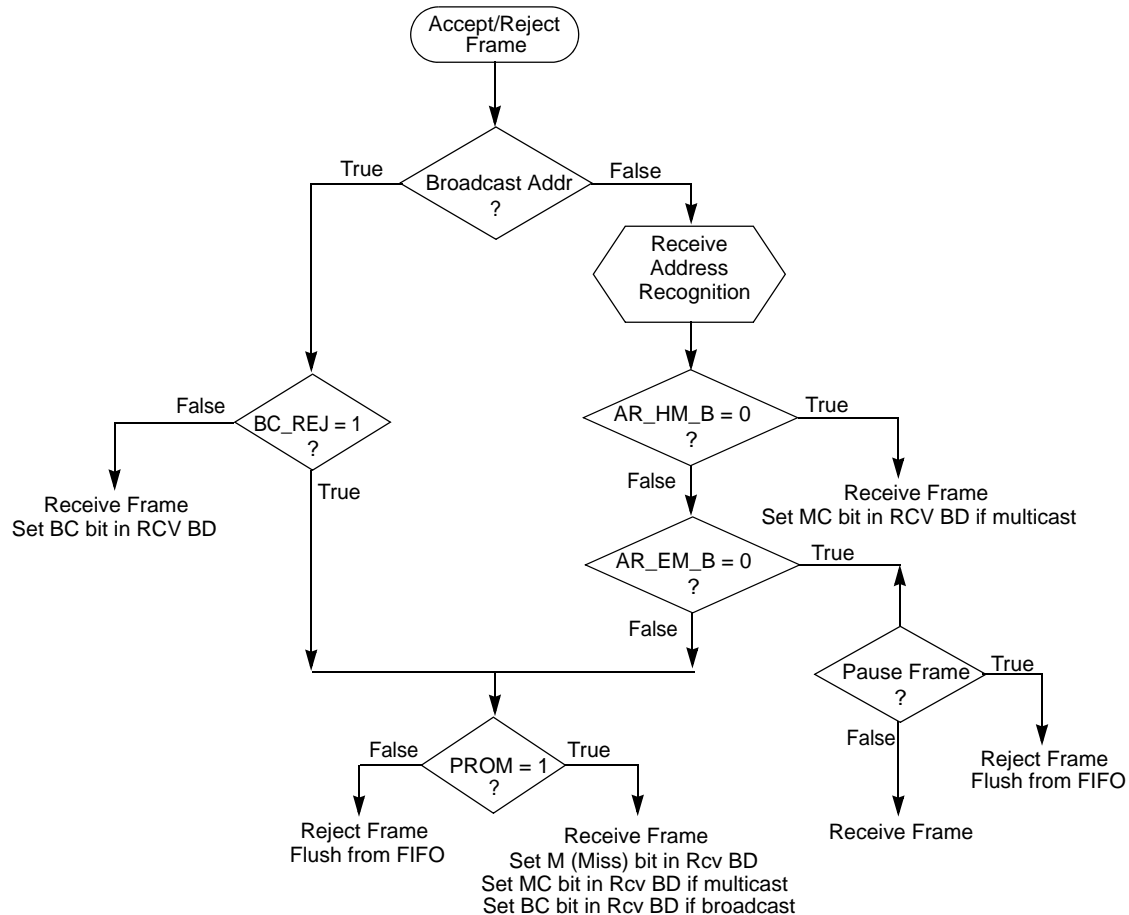 Accept/Reject
Frame
True
Broadcast Addr
?
False
Receive
Address
Recognition
False
BC_REJ = 1
?
True
AR_HM_B = 0
?
True
False
Receive Frame
Set BC bit in RCV BD
Receive Frame
Set MC bit in RCV BD if multicast
AR_EM_B = 0
?
True
False
Pause Frame
?
True
False
Reject Frame
Flush from FIFO
Receive Frame
False
PROM = 1
?
True
Reject Frame
Flush from FIFO
Receive Frame
Set M (Miss) bit in Rcv BD
Set MC bit in Rcv BD if multicast
Set BC bit in Rcv BD if broadcast